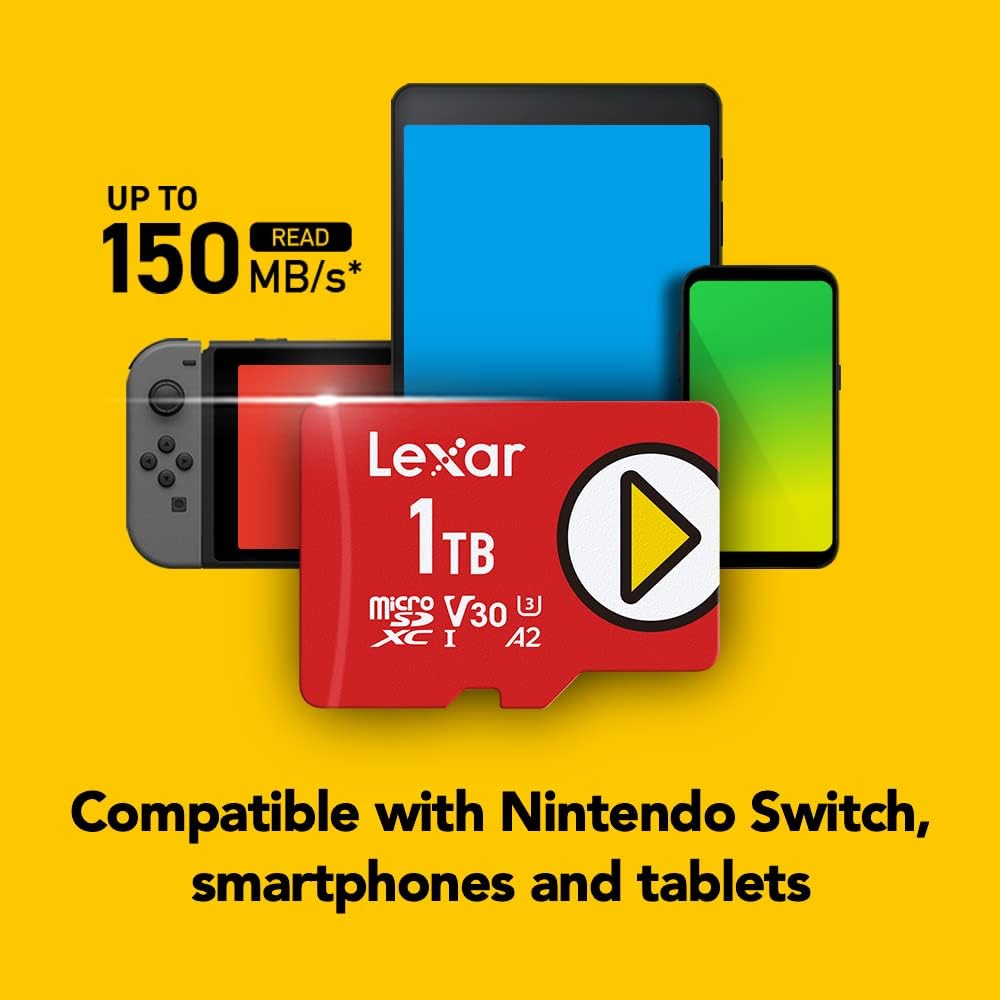 UP TO
150 READ MB/s*
Lexar
1TB
micro SD XC I V30 U3 A2
Compatible with Nintendo Switch,
smartphones and tablets